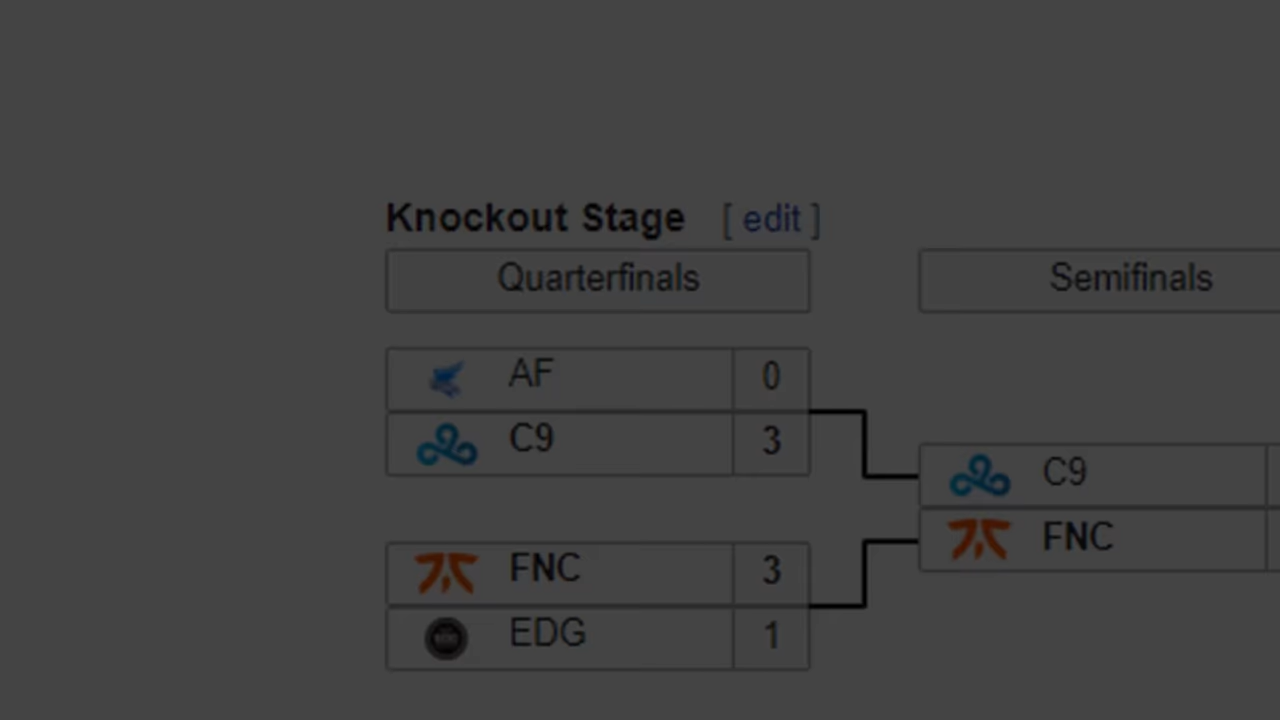 Knockout Stage [ edit ]
Quarterfinals
Semifinals
AF 0
C9 3
C9
FNC
FNC 3
EDG 1